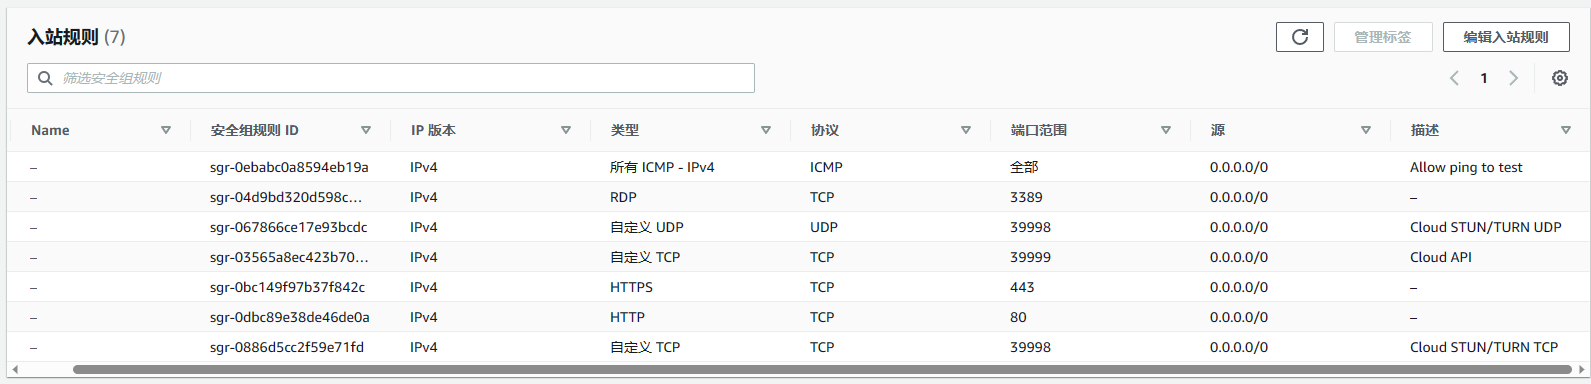 入站规则 (7)
管理标签
编辑入站规则
筛选安全组规则
1
Name 安全组规则 ID IP 版本 类型 协议 端口范围 源 描述
– sgr-0ebabc0a8594eb19a IPv4 所有 ICMP - IPv4 ICMP 全部 0.0.0.0/0 Allow ping to test
– sgr-04d9bd320d598c... IPv4 RDP TCP 3389 0.0.0.0/0 –
– sgr-067866ce17e93bcdc IPv4 自定义 UDP UDP 39998 0.0.0.0/0 Cloud STUN/TURN UDP
– sgr-03565a8ec423b70... IPv4 自定义 TCP TCP 39999 0.0.0.0/0 Cloud API
– sgr-0bc149f97b37f842c IPv4 HTTPS TCP 443 0.0.0.0/0 –
– sgr-0dbc89e38de46de0a IPv4 HTTP TCP 80 0.0.0.0/0 –
– sgr-0886d5cc2f59e71fd IPv4 自定义 TCP TCP 39998 0.0.0.0/0 Cloud STUN/TURN TCP